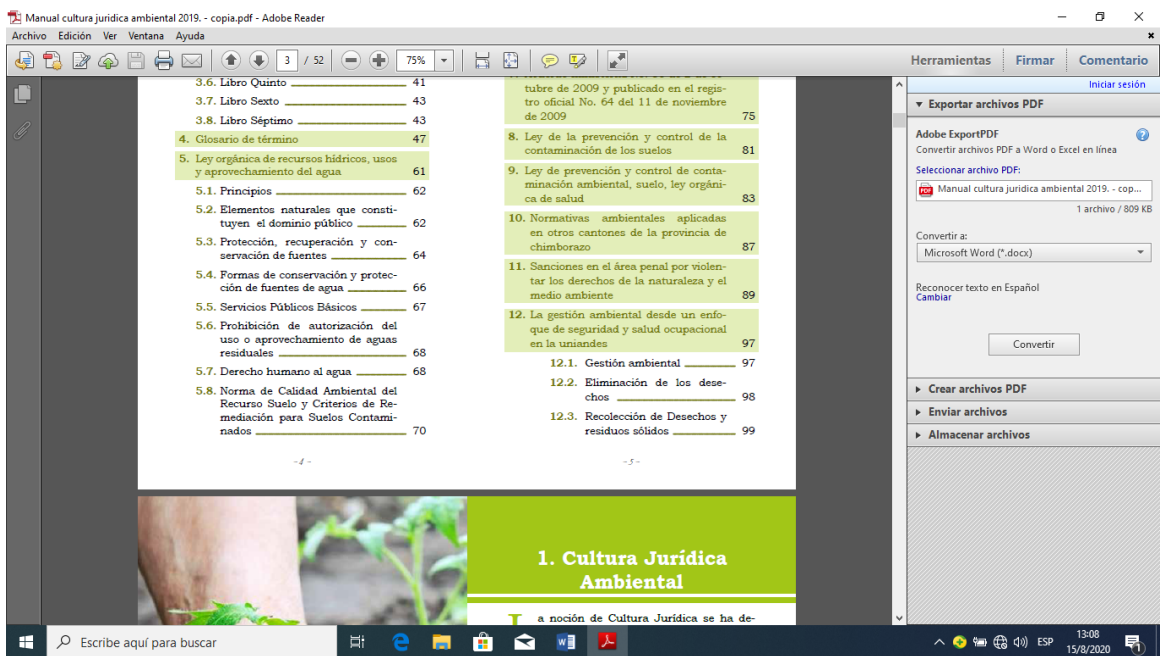 Manual cultura juridica ambiental 2019. - copia.pdf - Adobe Reader
Archivo Edición Ver Ventana Ayuda
3 / 52 75%
Herramientas Firmar Comentario
3.6. Libro Quinto 41
3.7. Libro Sexto 43
3.8. Libro Séptimo 43
4. Glosario de término 47
5. Ley orgánica de recursos hídricos, usos
y aprovechamiento del agua 61
5.1. Principios 62
5.2. Elementos naturales que consti-
tuyen el dominio público 62
5.3. Protección, recuperación y con-
servación de fuentes 64
5.4. Formas de conservación y protec-
ción de fuentes de agua 66
5.5. Servicios Públicos Básicos 67
5.6. Prohibición de autorización del
uso o aprovechamiento de aguas
residuales 68
5.7. Derecho humano al agua 68
5.8. Norma de Calidad Ambiental del
Recurso Suelo y Criterios de Re-
mediación para Suelos Contami-
nados 70
-4 -
tubre de 2009 y publicado en el regis-
tro oficial No. 64 del 11 de noviembre
de 2009 75
8. Ley de la prevención y control de la
contaminación de los suelos 81
9. Ley de prevención y control de conta-
minación ambiental, suelo, ley orgáni-
ca de salud 83
10. Normativas ambientales aplicadas
en otros cantones de la provincia de
chimborazo 87
11. Sanciones en el área penal por violen-
tar los derechos de la naturaleza y el
medio ambiente 89
12. La gestión ambiental desde un enfo-
que de seguridad y salud ocupacional
en la uniandes 97
12.1. Gestión ambiental 97
12.2. Eliminación de los dese-
chos 98
12.3. Recolección de Desechos y
residuos sólidos 99
-5 -
1. Cultura Jurídica
Ambiental
a noción de Cultura Jurídica se ha de-
Iniciar sesión
Exportar archivos PDF
Adobe ExportPDF
Convertir archivos PDF a Word o Excel en línea
Seleccionar archivo PDF:
Manual cultura juridica ambiental 2019. - cop...
1 archivo / 809 KB
Convertir a:
Microsoft Word (*.docx)
Reconocer texto en Español
Cambiar
Convertir
Crear archivos PDF
Enviar archivos
Almacenar archivos
Escribe aquí para buscar
ESP
13:08
15/8/2020